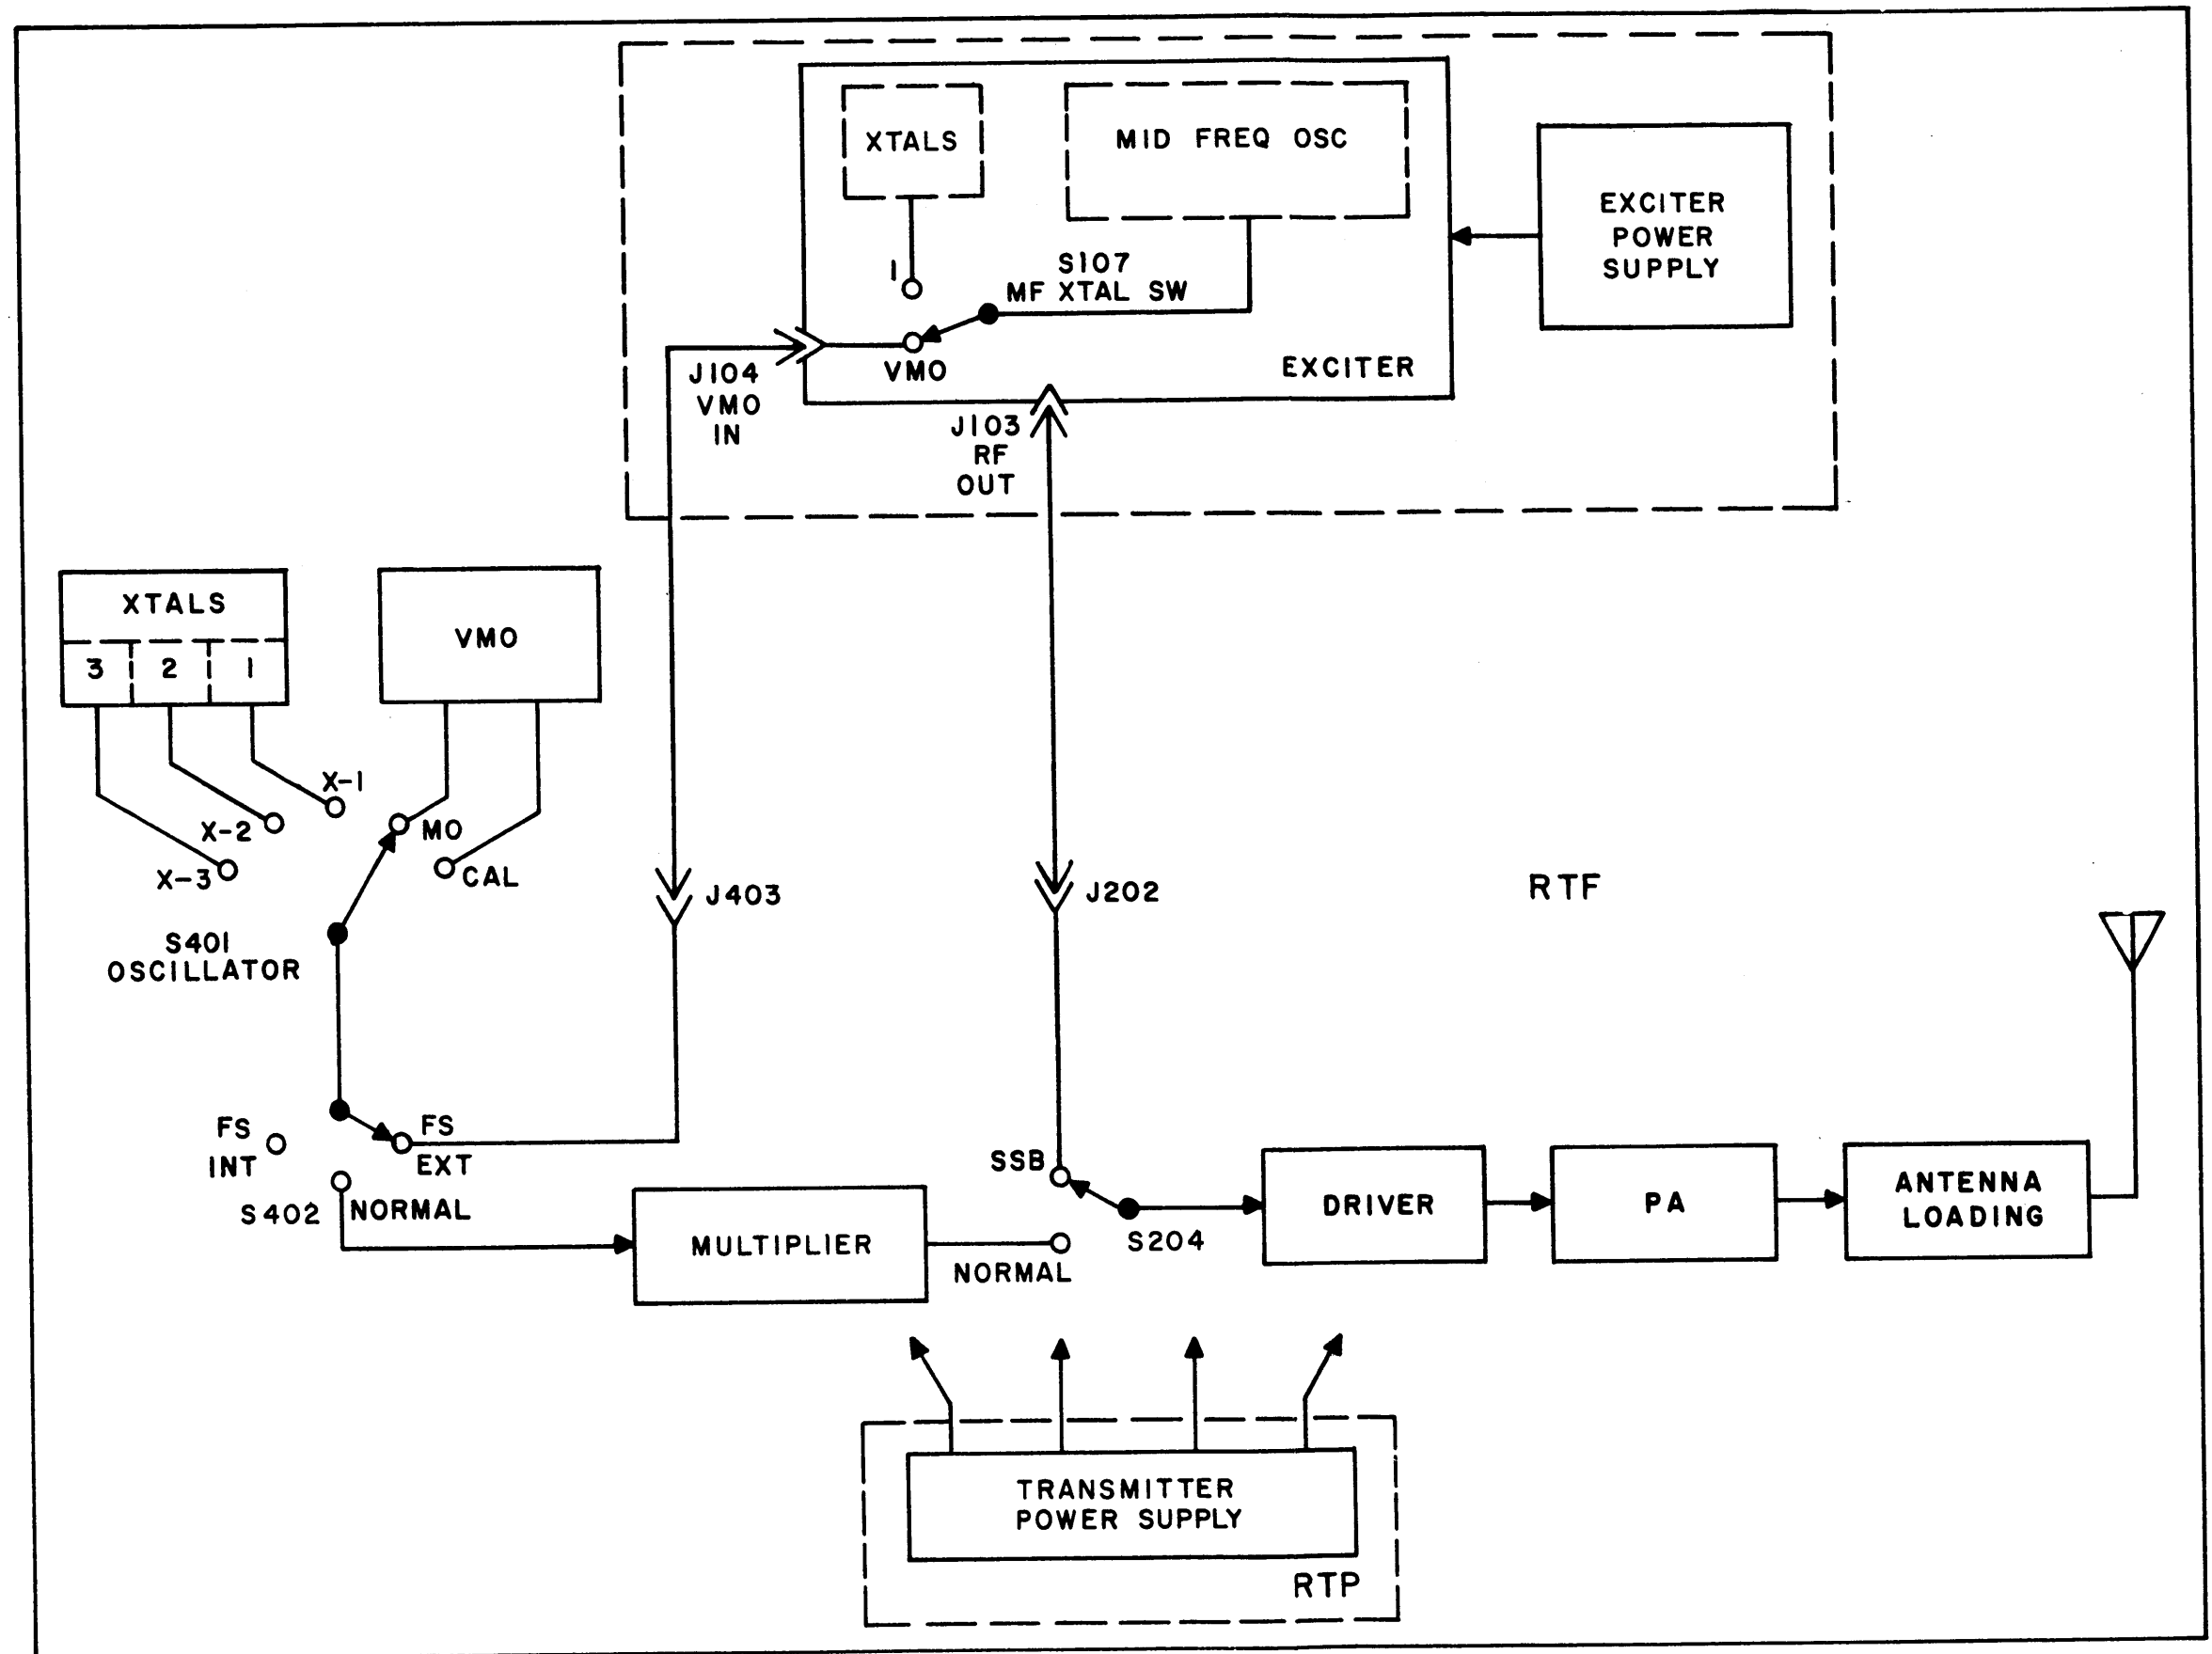 XTALS
MID FREQ OSC
EXCITER
POWER
SUPPLY
1
S107
MF XTAL SW
VMO
EXCITER
J104
VMO
IN
J103
RF
OUT
XTALS
3 2 1
VMO
X-1
X-2
X-3
MO
CAL
S401
OSCILLATOR
J403
J202
RTF
FS
INT
FS
EXT
S402
NORMAL
MULTIPLIER
SSB
NORMAL
S204
DRIVER
PA
ANTENNA
LOADING
TRANSMITTER
POWER SUPPLY
RTP